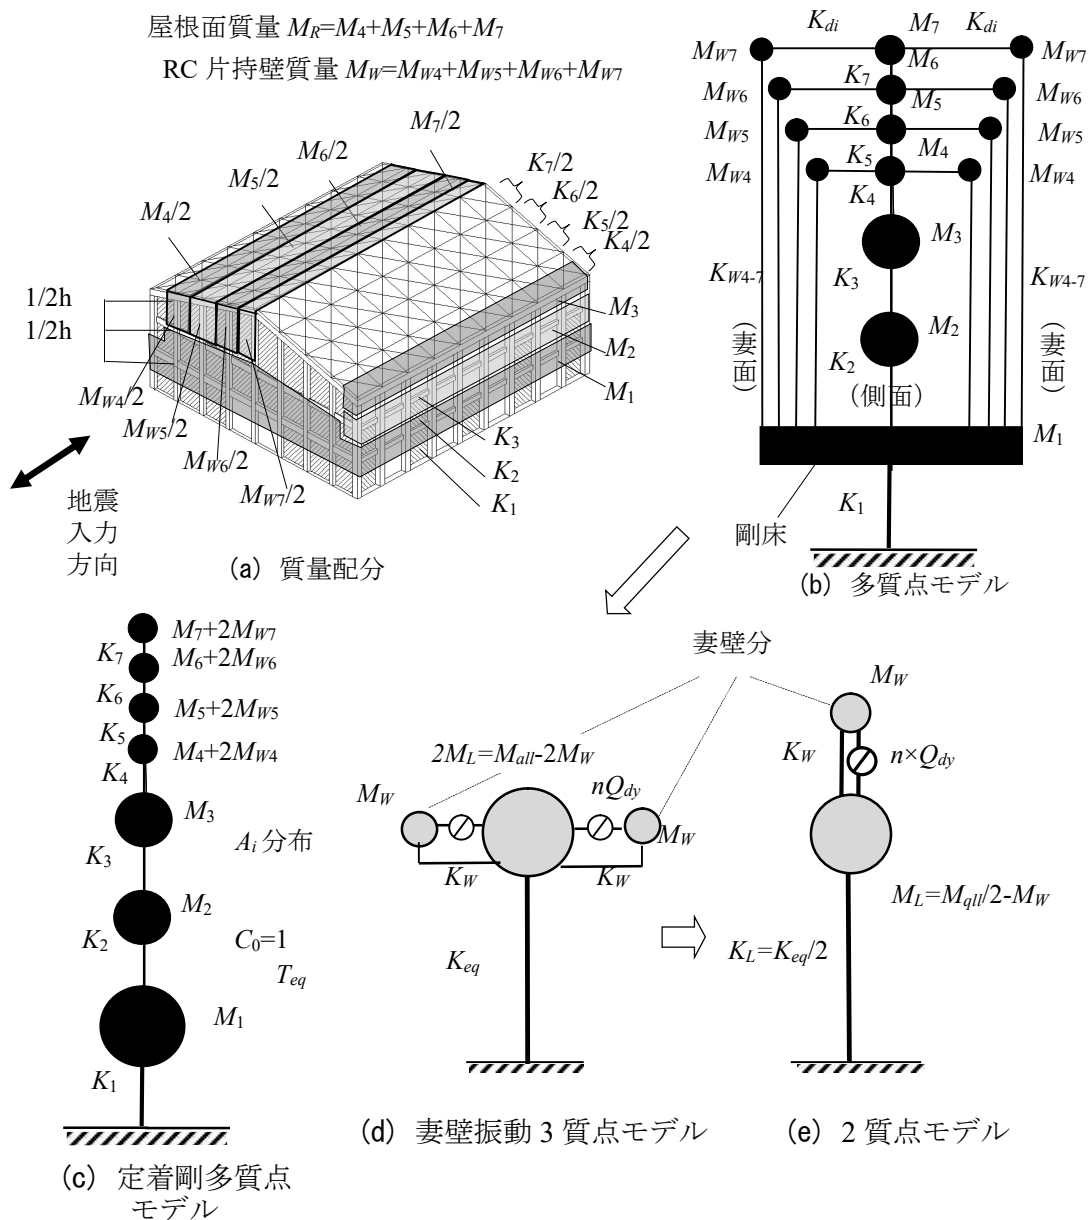 屋根面質量 MR=M4+M5+M6+M7
RC 片持壁質量 MW=MW4+MW5+MW6+MW7
M7/2
M6/2
M5/2
M4/2
K7/2
K6/2
K5/2
K4/2
1/2h
1/2h
M3
M2
M1
MW4/2
MW5/2
MW6/2
MW7/2
K3
K2
K1
地震
入力
方向
(a) 質量配分
Kdi
M7
Kdi
MW7
M6
MW7
K7
MW6
M5
MW6
K6
MW5
M4
MW5
K5
MW4
MW4
K4
M3
KW4-7
K3
KW4-7
M2
K2
(妻面)
(側面)
(妻面)
M1
K1
剛床
(b) 多質点モデル
M7+2MW7
K7
M6+2MW6
K6
M5+2MW5
K5
M4+2MW4
K4
M3
K3
Ai 分布
M2
K2
C0=1
Teq
M1
K1
(c) 定着剛多質点
モデル
妻壁分
2ML=Mall-2MW
MW
nQdy
MW
KW
KW
Keq
(d) 妻壁振動 3 質点モデル
MW
KW
n×Qdy
ML=Mqll/2-MW
KL=Keq/2
(e) 2 質点モデル